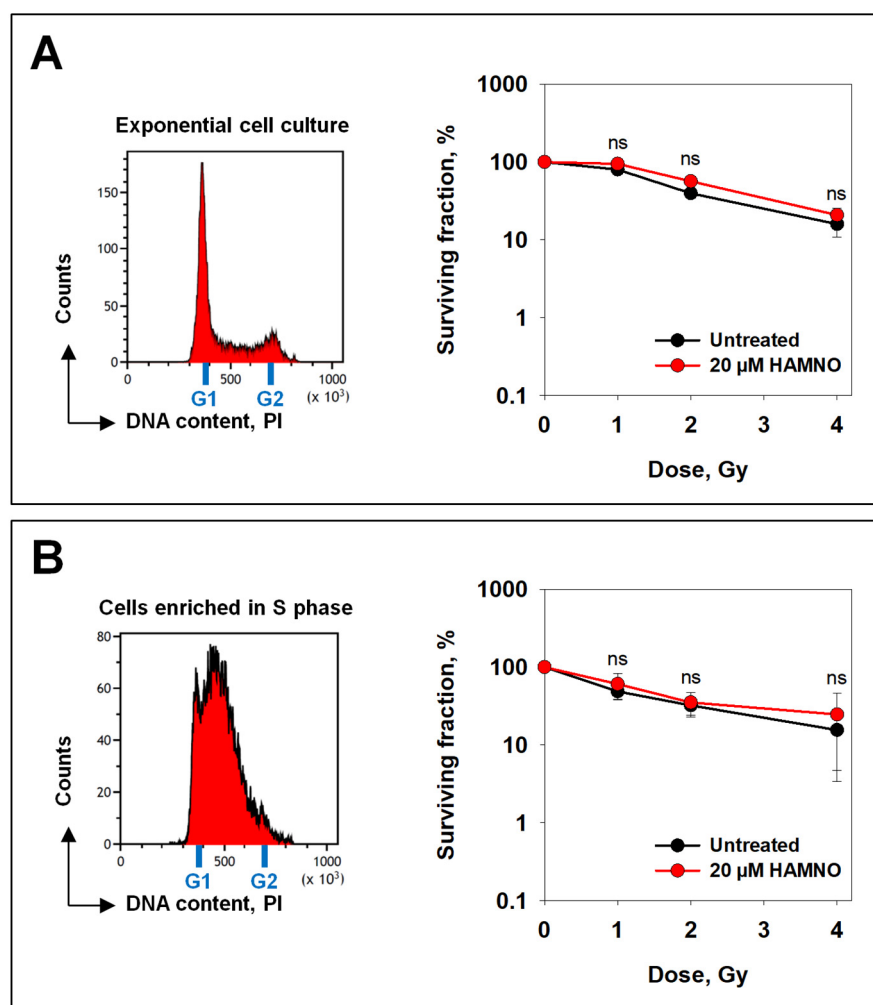 A
Exponential cell culture
Counts
150
100
50
0
0 500 1000
(x 10³)
G1 G2
DNA content, PI
Surviving fraction, %
1000
100
10
1
0.1
ns
ns
ns
Untreated
20 µM HAMNO
0 1 2 3 4
Dose, Gy
B
Cells enriched in S phase
Counts
80
60
40
20
0
0 500 1000
(x 10³)
G1 G2
DNA content, PI
Surviving fraction, %
1000
100
10
1
0.1
ns
ns
ns
Untreated
20 µM HAMNO
0 1 2 3 4
Dose, Gy